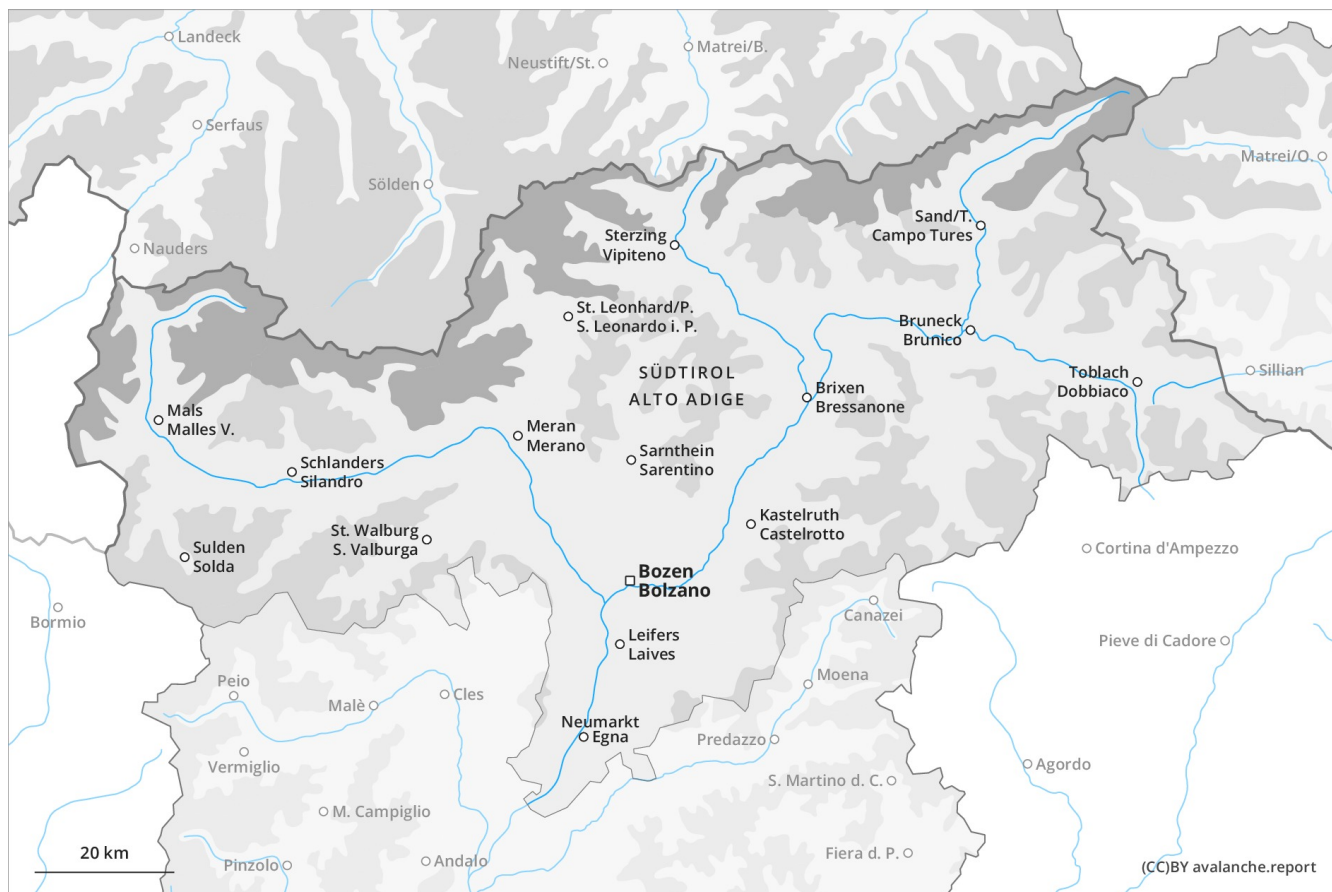 Landeck
Matrei/B.
Neustift/St.
Serfaus
Matrei/O.
Sölden
Sand/T.
Campo Tures
Nauders
Sterzing
Vipiteno
St. Leonhard/P.
S. Leonardo i. P.
Bruneck
Brunico
SÜDTIROL
ALTO ADIGE
Toblach
Dobbiaco
Sillian
Brixen
Bressanone
Mals
Malles V.
Meran
Merano
Sarnthein
Sarentino
Schlanders
Silandro
Kastelruth
Castelrotto
St. Walburg
S. Valburga
Sulden
Solda
Cortina d'Ampezzo
Bozen
Bolzano
Bormio
Canazei
Leifers
Laives
Pieve di Cadore
Peio
Malè
Cles
Moena
Neumarkt
Egna
Predazzo
Vermiglio
Agordo
S. Martino d. C.
M. Campiglio
20 km
Pinzolo
Andalo
Fiera d. P.
(CC)BY avalanche.report